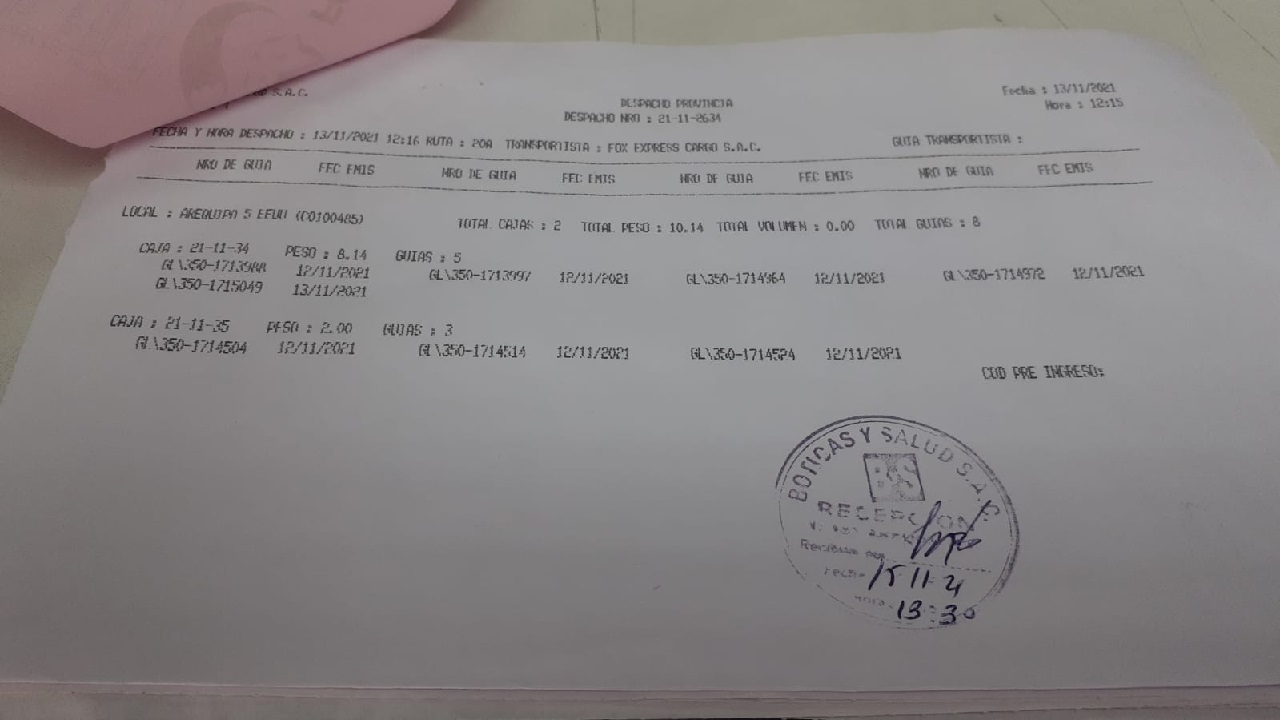 S.A.C.
Fecha : 13/11/2021
DESPACHO PROVINCIA
Hora : 12:15
DESPACHO NRO : 21-11-2634
FECHA Y HORA DESPACHO : 13/11/2021 12:16 RUTA : 20A TRANSPORTISTA : FOX EXPRESS CARGO S.A.C. GUIA TRANSPORTISTA :
NRO DE GUIA FEC EMIS NRO DE GUIA FEC EMIS NRO DE GUIA FEC EMIS NRO DE GUIA FEC EMIS
LOCAL : AREQUIPA 5 EEUU (C0100485) TOTAL CAJAS : 2 TOTAL PESO : 10.14 TOTAL VOLUMEN : 0.00 TOTAL GUIAS : 8
CAJA : 21-11-34 PESO : 8.14 GUIAS : 5
GL\350-1713988 12/11/2021 GL\350-1713997 12/11/2021 GL\350-1714964 12/11/2021 GL\350-1714972 12/11/2021
GL\350-1715049 13/11/2021
CAJA : 21-11-35 PESO : 2.00 GUIAS : 3
GL\350-1714504 12/11/2021 GL\350-1714514 12/11/2021 GL\350-1714524 12/11/2021
COD PRE INGRESO:
BOTICAS Y SALUD S.A.C.
RECEPCION
Fecha 15 11-21
Hora 13:30